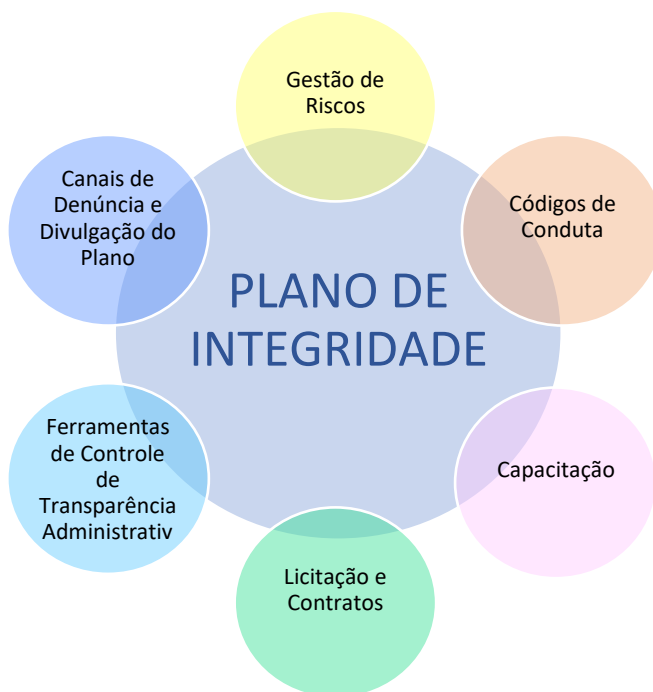 Gestão de
Riscos
Canais de
Denúncia e
Divulgação do
Plano
Códigos de
Conduta
PLANO DE
INTEGRIDADE
Ferramentas
de Controle
de
Transparência
Administrativ
Capacitação
Licitação e
Contratos